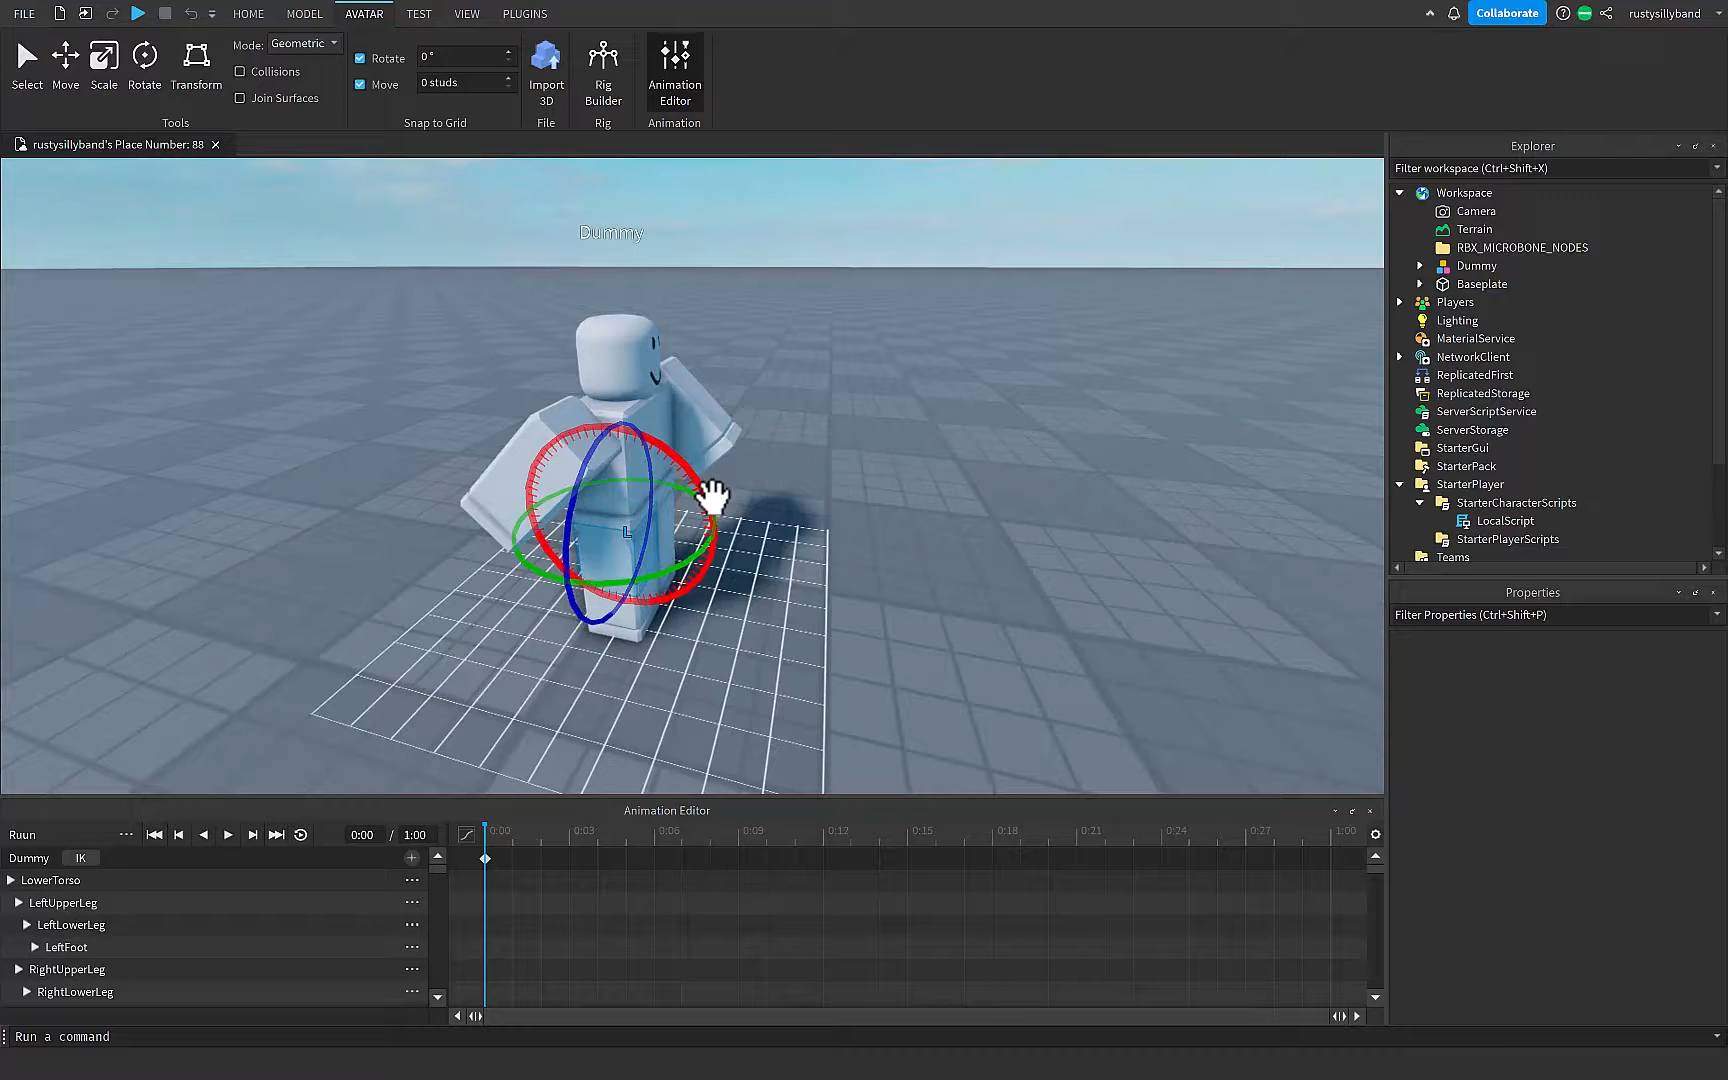 FILE HOME MODEL AVATAR TEST VIEW PLUGINS Collaborate rustysillyband
Select Move Scale Rotate Transform
Mode: Geometric
Collisions
Join Surfaces
Tools
Rotate 0 °
Move 0 studs
Snap to Grid
Import 3D
File
Rig Builder
Rig
Animation Editor
Animation
rustysillyband's Place Number: 88
Dummy
L
Explorer
Filter workspace (Ctrl+Shift+X)
Workspace
Camera
Terrain
RBX_MICROBONE_NODES
Dummy
Baseplate
Players
Lighting
MaterialService
NetworkClient
ReplicatedFirst
ReplicatedStorage
ServerScriptService
ServerStorage
StarterGui
StarterPack
StarterPlayer
StarterCharacterScripts
LocalScript
StarterPlayerScripts
Teams
Properties
Filter Properties (Ctrl+Shift+P)
Animation Editor
Ruun 0:00 / 1:00 0:00 0:03 0:06 0:09 0:12 0:15 0:18 0:21 0:24 0:27 1:00
Dummy IK
LowerTorso
LeftUpperLeg
LeftLowerLeg
LeftFoot
RightUpperLeg
RightLowerLeg
Run a command